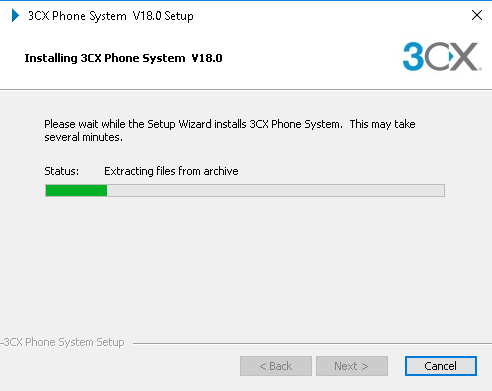 3CX Phone System V18.0 Setup
Installing 3CX Phone System V18.0
3CX
Please wait while the Setup Wizard installs 3CX Phone System. This may take
several minutes.
Status: Extracting files from archive
3CX Phone System Setup
< Back Next > Cancel